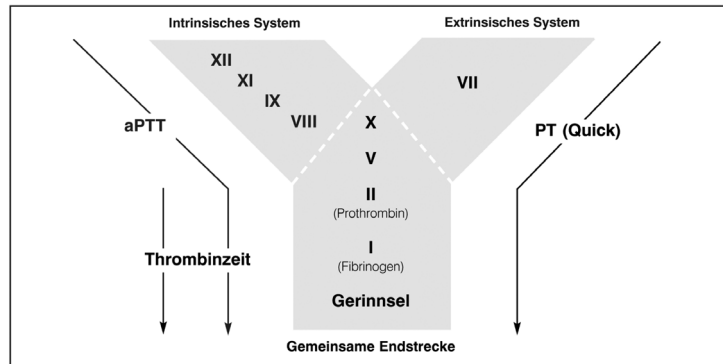 Intrinsisches System
Extrinsisches System
XII
XI
IX
VIII
VII
X
V
II
(Prothrombin)
I
(Fibrinogen)
Gerinnsel
aPTT
PT (Quick)
Thrombinzeit
Gemeinsame Endstrecke